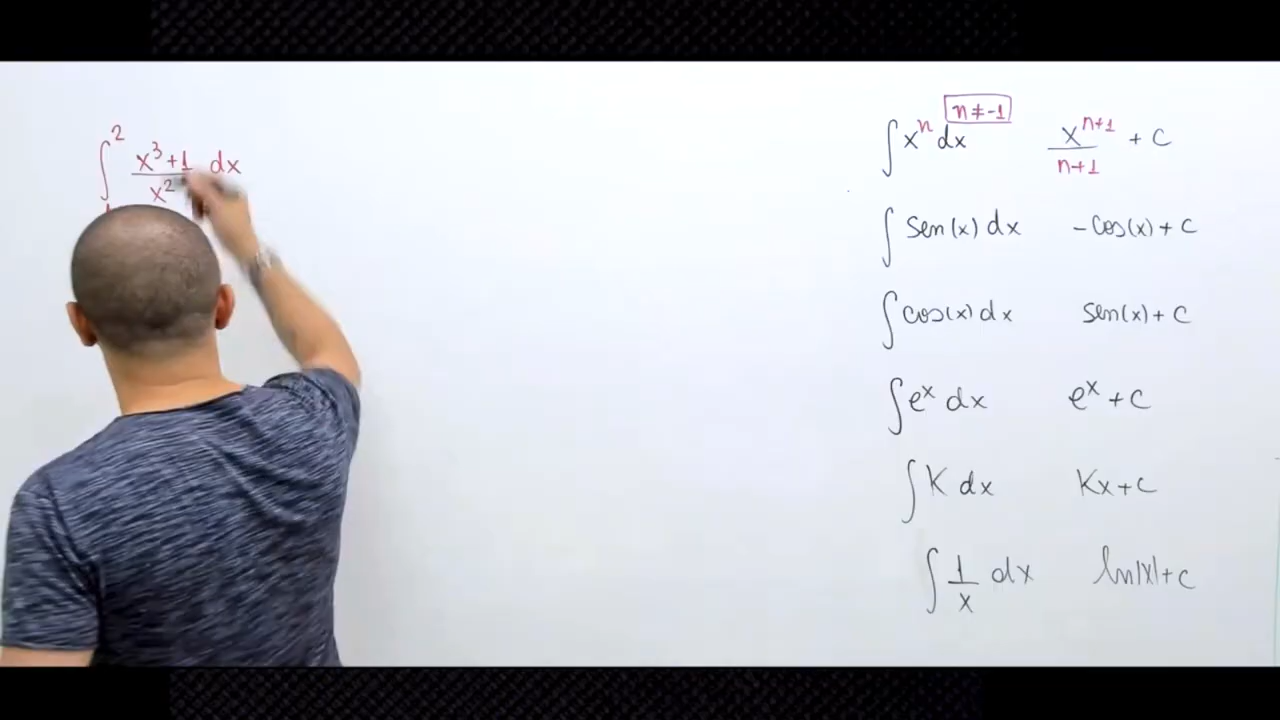 ∫ 2 x³+1 / x² dx
∫ xⁿ dx n≠-1 xⁿ⁺¹ / n+1 + C
∫ sen(x) dx -cos(x) + C
∫ cos(x) dx sen(x) + C
∫ eˣ dx eˣ + C
∫ K dx Kx + C
∫ 1/x dx ln|x| + C